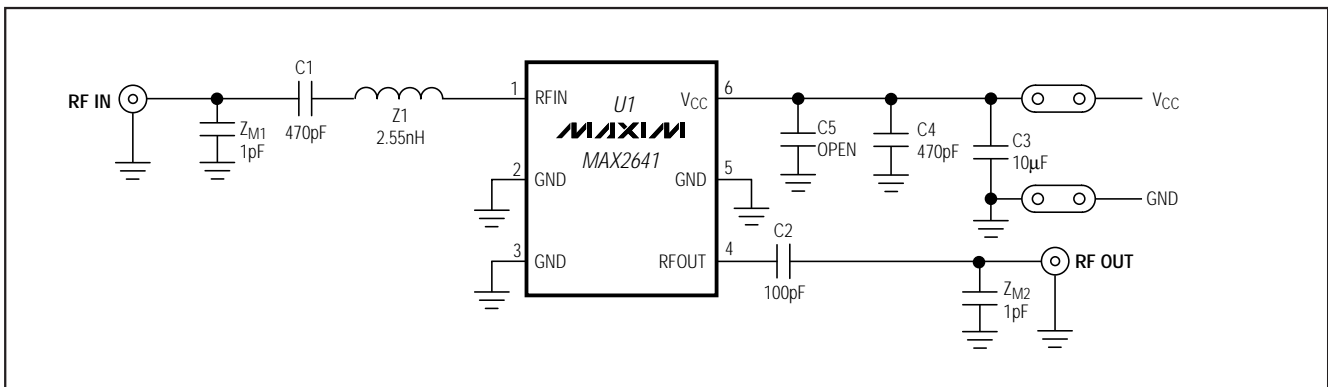 RF IN
ZM1
1pF
C1
470pF
Z1
2.55nH
1
RFIN
2
GND
3
GND
U1
MAXIM
MAX2641
VCC
6
GND
5
RFOUT
4
C2
100pF
C5
OPEN
C4
470pF
C3
10μF
VCC
GND
RF OUT
ZM2
1pF